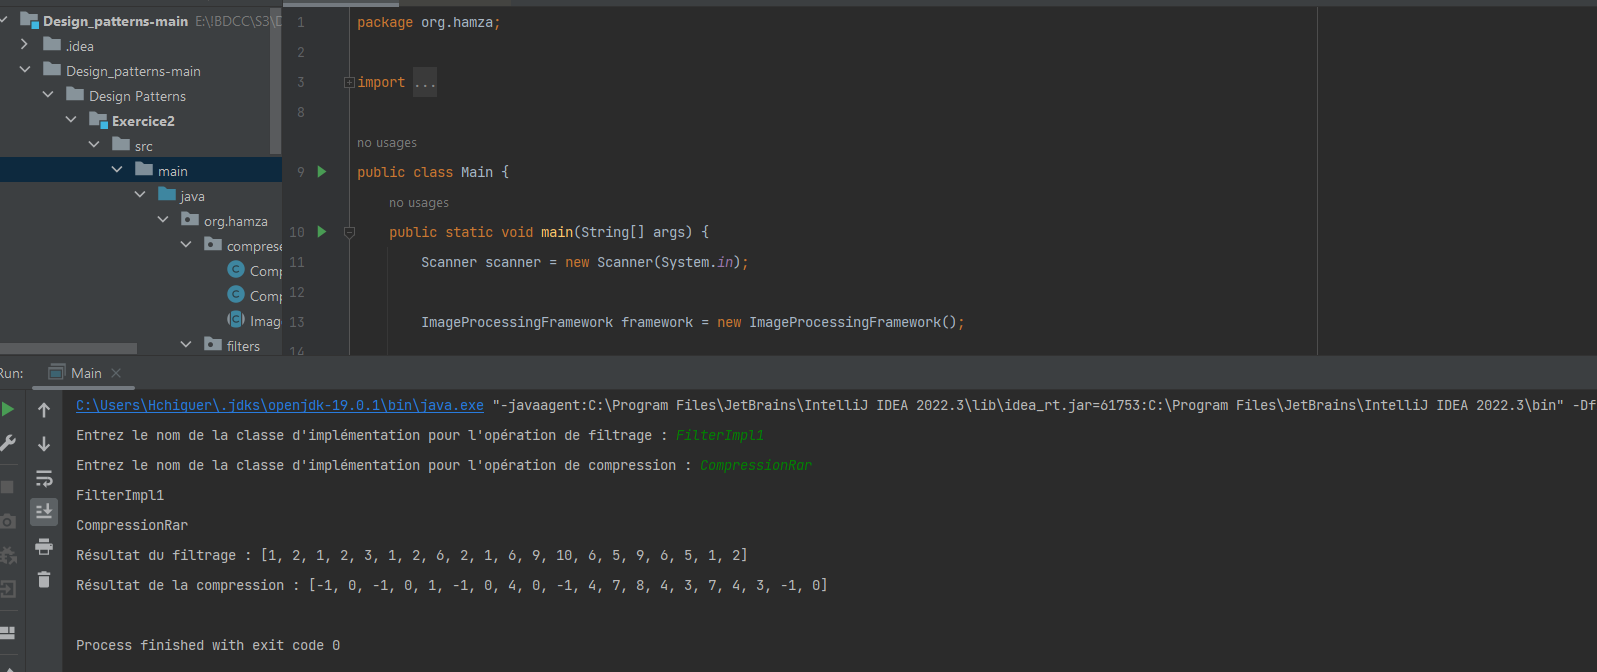 Design_patterns-main E:\!BDCC\S3\D
.idea
Design_patterns-main
Design Patterns
Exercice2
src
main
java
org.hamza
comprese
Comp
Comp
Imag
filters
1 package org.hamza;
2
3 import ...
8
no usages
9 public class Main {
no usages
10 public static void main(String[] args) {
11 Scanner scanner = new Scanner(System.in);
12
13 ImageProcessingFramework framework = new ImageProcessingFramework();
14
Run: Main
C:\Users\Hchiguer\.jdks\openjdk-19.0.1\bin\java.exe "-javaagent:C:\Program Files\JetBrains\IntelliJ IDEA 2022.3\lib\idea_rt.jar=61753:C:\Program Files\JetBrains\IntelliJ IDEA 2022.3\bin" -Df
Entrez le nom de la classe d'implémentation pour l'opération de filtrage : FilterImpl1
Entrez le nom de la classe d'implémentation pour l'opération de compression : CompressionRar
FilterImpl1
CompressionRar
Résultat du filtrage : [1, 2, 1, 2, 3, 1, 2, 6, 2, 1, 6, 9, 10, 6, 5, 9, 6, 5, 1, 2]
Résultat de la compression : [-1, 0, -1, 0, 1, -1, 0, 4, 0, -1, 4, 7, 8, 4, 3, 7, 4, 3, -1, 0]
Process finished with exit code 0